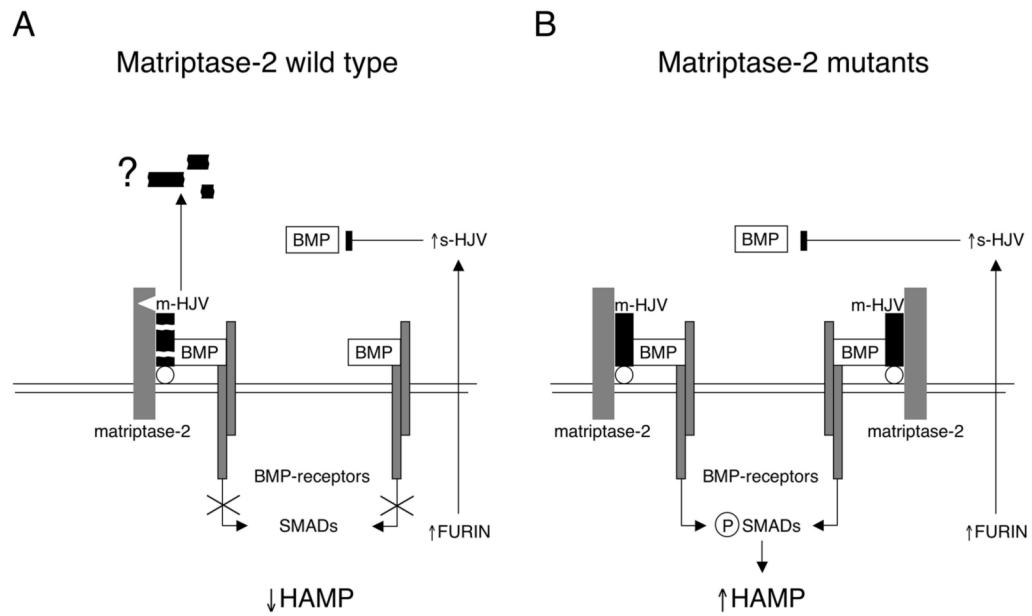 A
Matriptase-2 wild type
?
BMP
↑s-HJV
m-HJV
BMP
BMP
matriptase-2
BMP-receptors
SMADs
↑FURIN
↓HAMP
B
Matriptase-2 mutants
BMP
↑s-HJV
m-HJV
m-HJV
BMP
BMP
matriptase-2
matriptase-2
BMP-receptors
P SMADs
↑FURIN
↑HAMP